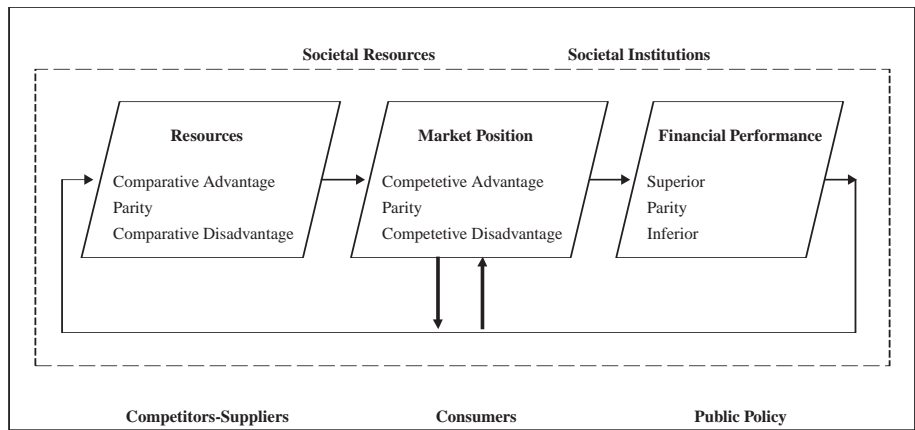 Societal Resources Societal Institutions
Resources
Comparative Advantage
Parity
Comparative Disadvantage
Market Position
Competetive Advantage
Parity
Competetive Disadvantage
Financial Performance
Superior
Parity
Inferior
Competitors-Suppliers Consumers Public Policy